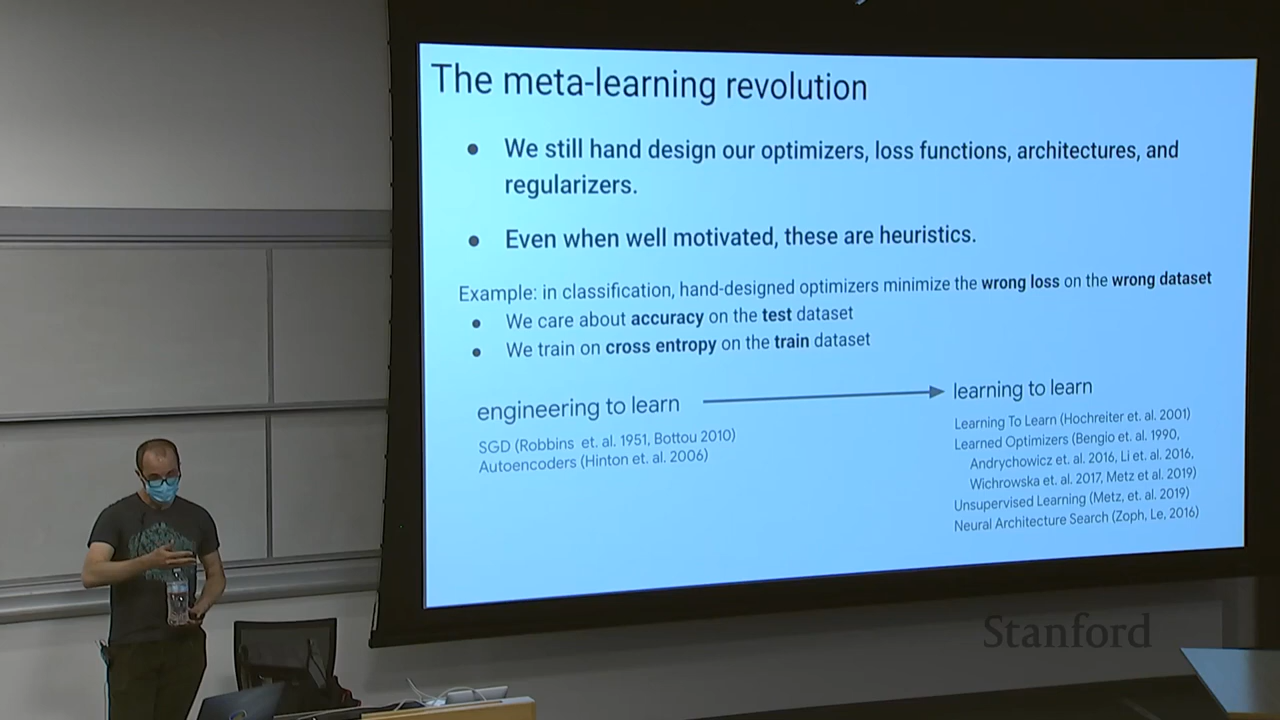 The meta-learning revolution
● We still hand design our optimizers, loss functions, architectures, and
regularizers.
● Even when well motivated, these are heuristics.
Example: in classification, hand-designed optimizers minimize the wrong loss on the wrong dataset
● We care about accuracy on the test dataset
● We train on cross entropy on the train dataset
engineering to learn
SGD (Robbins et. al. 1951, Bottou 2010)
Autoencoders (Hinton et. al. 2006)
learning to learn
Learning To Learn (Hochreiter et. al. 2001)
Learned Optimizers (Bengio et. al. 1990,
Andrychowicz et. al. 2016, Li et. al. 2016,
Wichrowska et. al. 2017, Metz et. al 2019)
Unsupervised Learning (Metz, et. al. 2019)
Neural Architecture Search (Zoph, Le, 2016)
Stanford